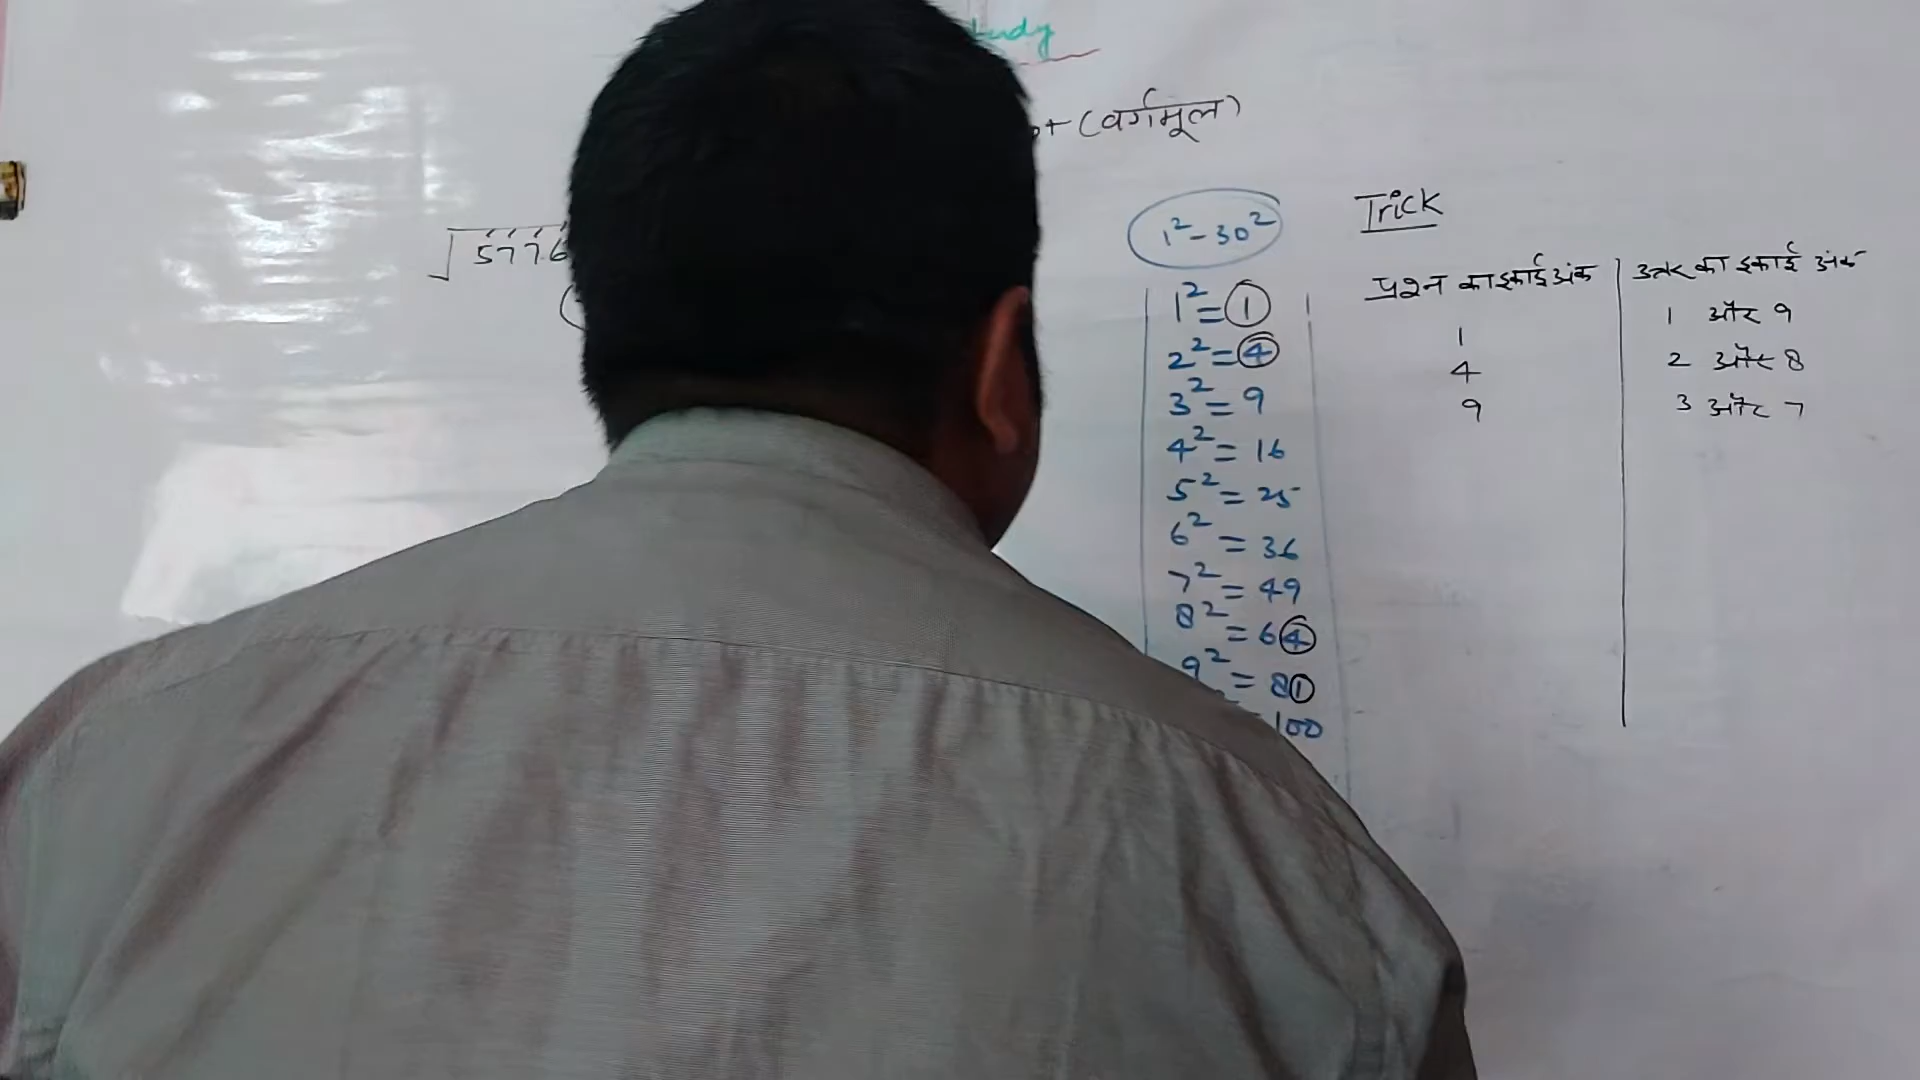 (वर्गमूल)
√5776
1²-30²
1² = 1
2² = 4
3² = 9
4² = 16
5² = 25
6² = 36
7² = 49
8² = 64
9² = 81
= 100
Trick
प्रश्न का इकाई अंक | उत्तर का इकाई अंक
1 | 1 और 9
4 | 2 और 8
9 | 3 और 7